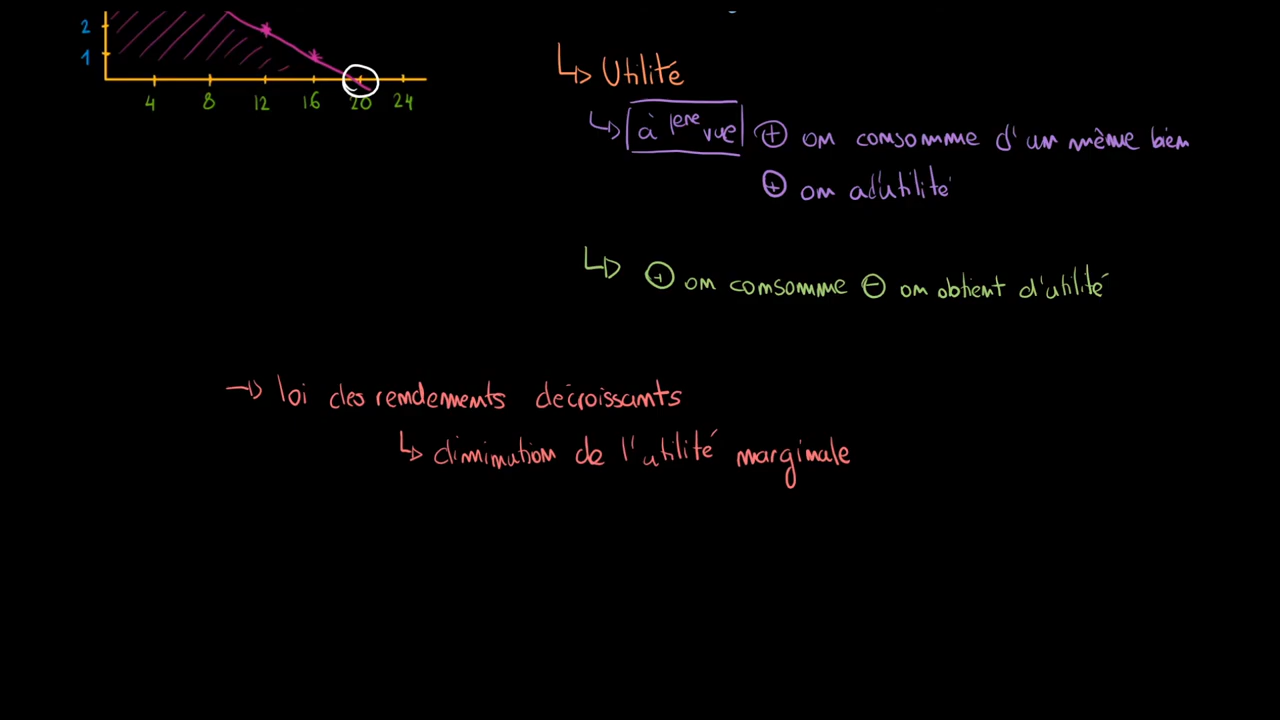 2
1
4 8 12 16 20 24
↳ Utilité
↳ à 1ere vue ⊕ on consomme d'un même bien
⊕ on a d'utilité
↳ ⊕ on consomme ⊖ on obtient d'utilité
→ loi des rendements décroissants
↳ diminution de l'utilité marginale